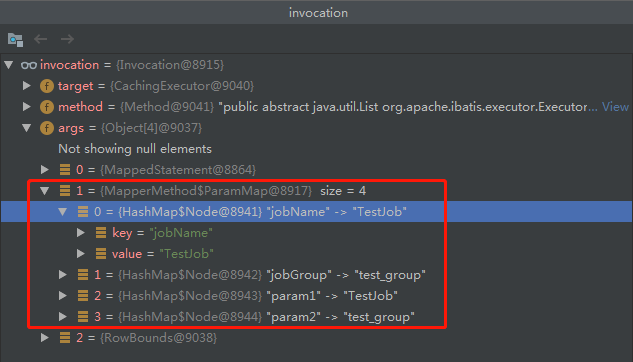 invocation
invocation = {Invocation@8915}
target = {CachingExecutor@9040}
method = {Method@9041} "public abstract java.util.List org.apache.ibatis.executor.Executor... View
args = {Object[4]@9037}
Not showing null elements
0 = {MappedStatement@8864}
1 = {MapperMethod$ParamMap@8917} size = 4
0 = {HashMap$Node@8941} "jobName" -> "TestJob"
key = "jobName"
value = "TestJob"
1 = {HashMap$Node@8942} "jobGroup" -> "test_group"
2 = {HashMap$Node@8943} "param1" -> "TestJob"
3 = {HashMap$Node@8944} "param2" -> "test_group"
2 = {RowBounds@9038}